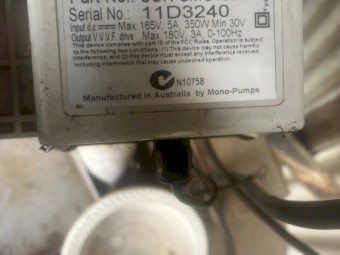 Part No.:
Serial No.: 11D3240
Input d.c. Max 165V, 5A, 350W Min 30V
Output V.V.V.F. drive Max 180V, 3A, 0-100Hz
This device complies with part 15 of the FCC Rules. Operation is subject
to the following two conditions. (1) This device may not cause harmful
interference, and (2) this device must accept any interference received,
including interference that may cause undesired operation.
N10758
Manufactured in Australia by Mono-Pumps